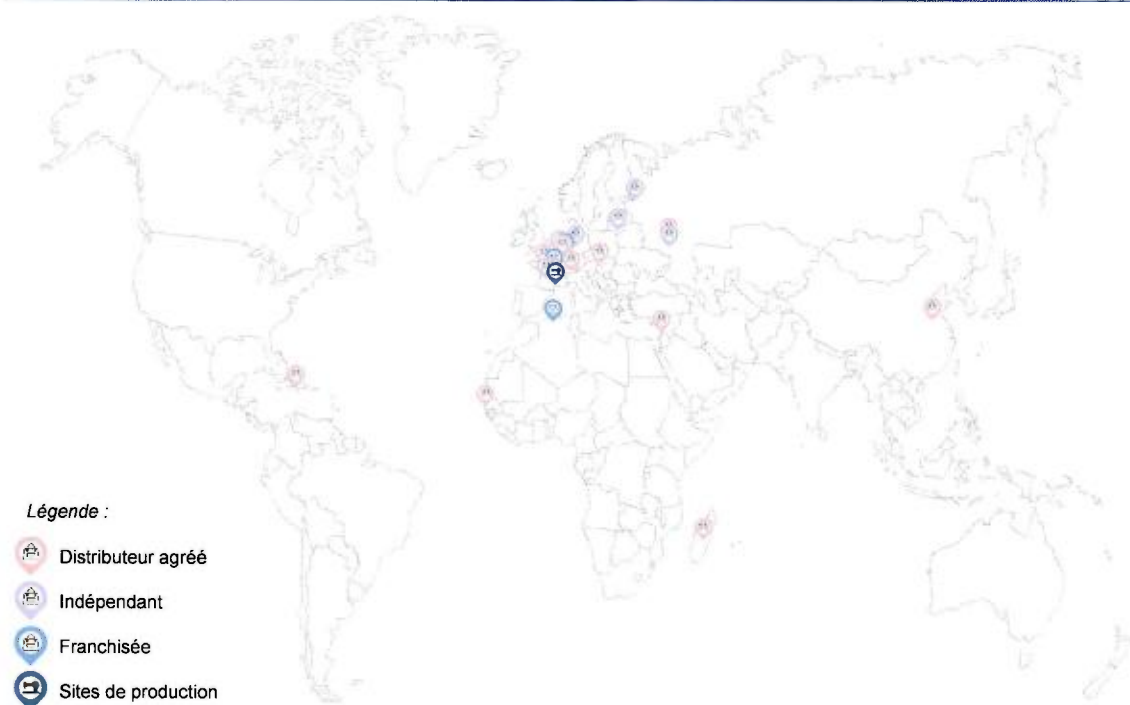 Légende :
Distributeur agréé
Indépendant
Franchisée
Sites de production